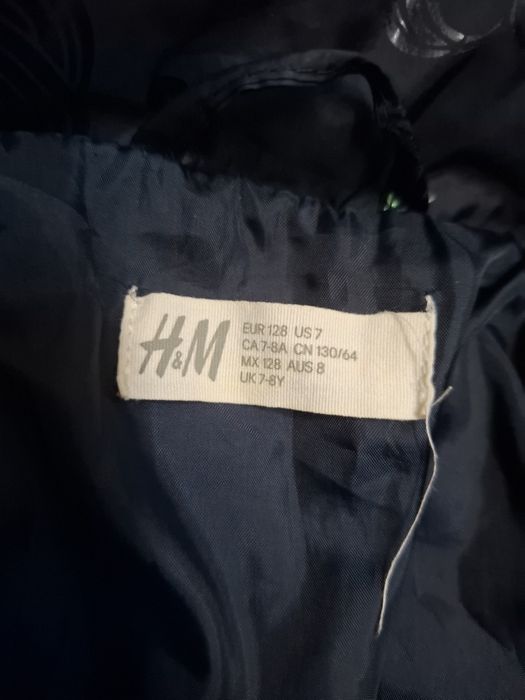 H&M
EUR 128 US 7
CA 7-8A CN 130/64
MX 128 AUS 8
UK 7-8Y